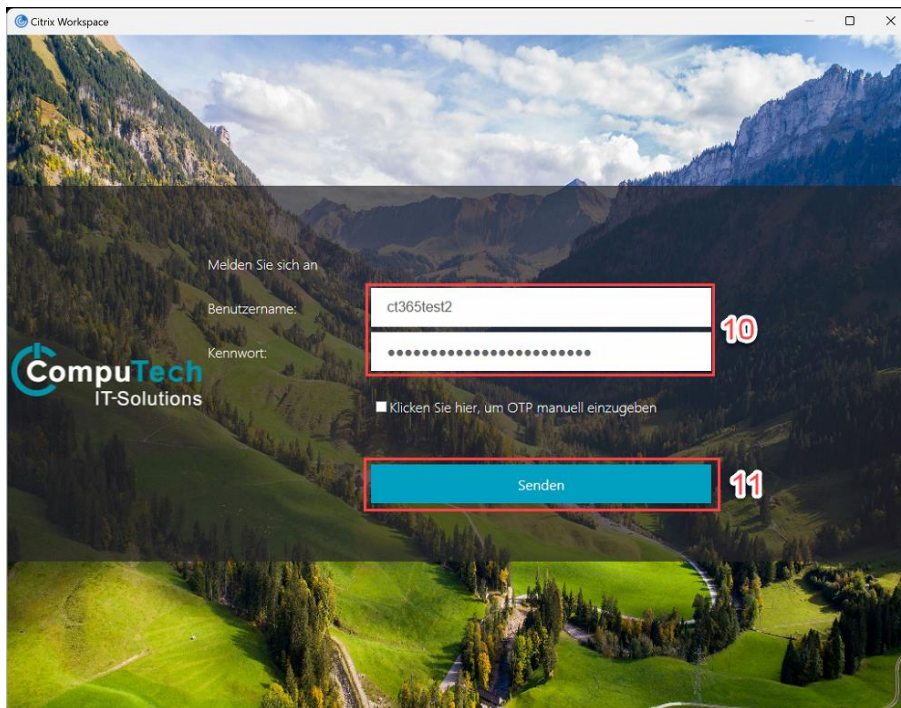 Citrix Workspace
Melden Sie sich an
Benutzername:
ct365test2
10
Kennwort:
CompuTech
IT-Solutions
Klicken Sie hier, um OTP manuell einzugeben
Senden
11